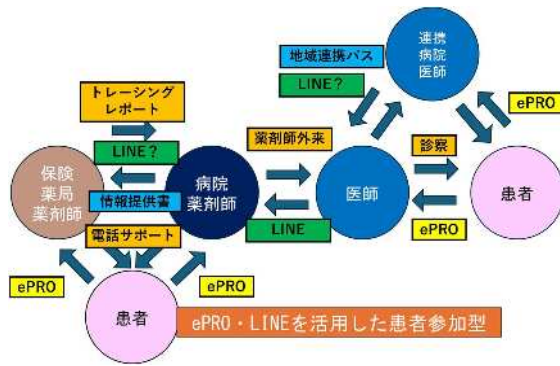 地域連携パス
LINE？
連携
病院
医師
トレーシング
レポート
LINE？
薬剤師外来
診察
ePRO
保険
薬局
薬剤師
情報提供書
病院
薬剤師
医師
患者
電話サポート
LINE
ePRO
ePRO
ePRO
患者
ePRO・LINEを活用した患者参加型